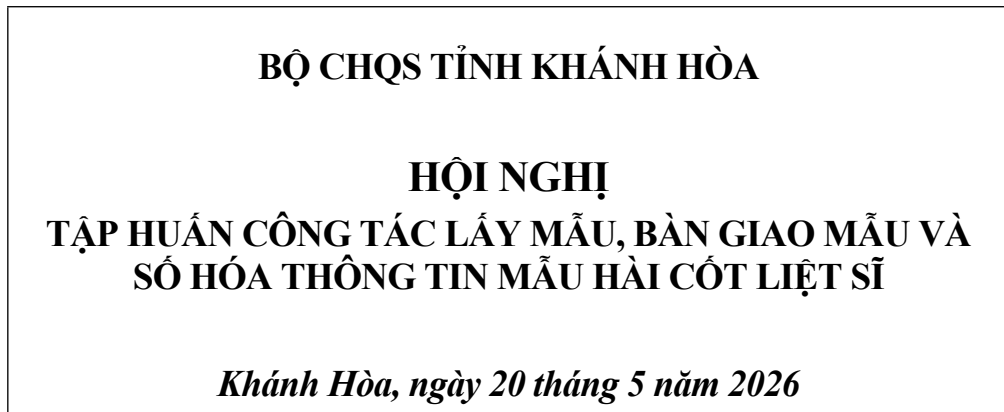 BỘ CHQS TỈNH KHÁNH HÒA
HỘI NGHỊ
TẬP HUẤN CÔNG TÁC LẤY MẪU, BÀN GIAO MẪU VÀ
SỐ HÓA THÔNG TIN MẪU HÀI CỐT LIỆT SĨ
Khánh Hòa, ngày 20 tháng 5 năm 2026